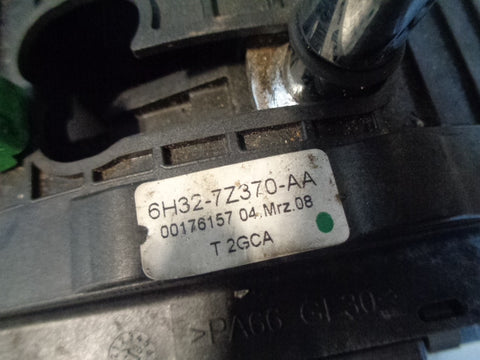 6H32-7Z370-AA
00176157 04.Mrz.08
T 2GCA
>PA66 GF30<